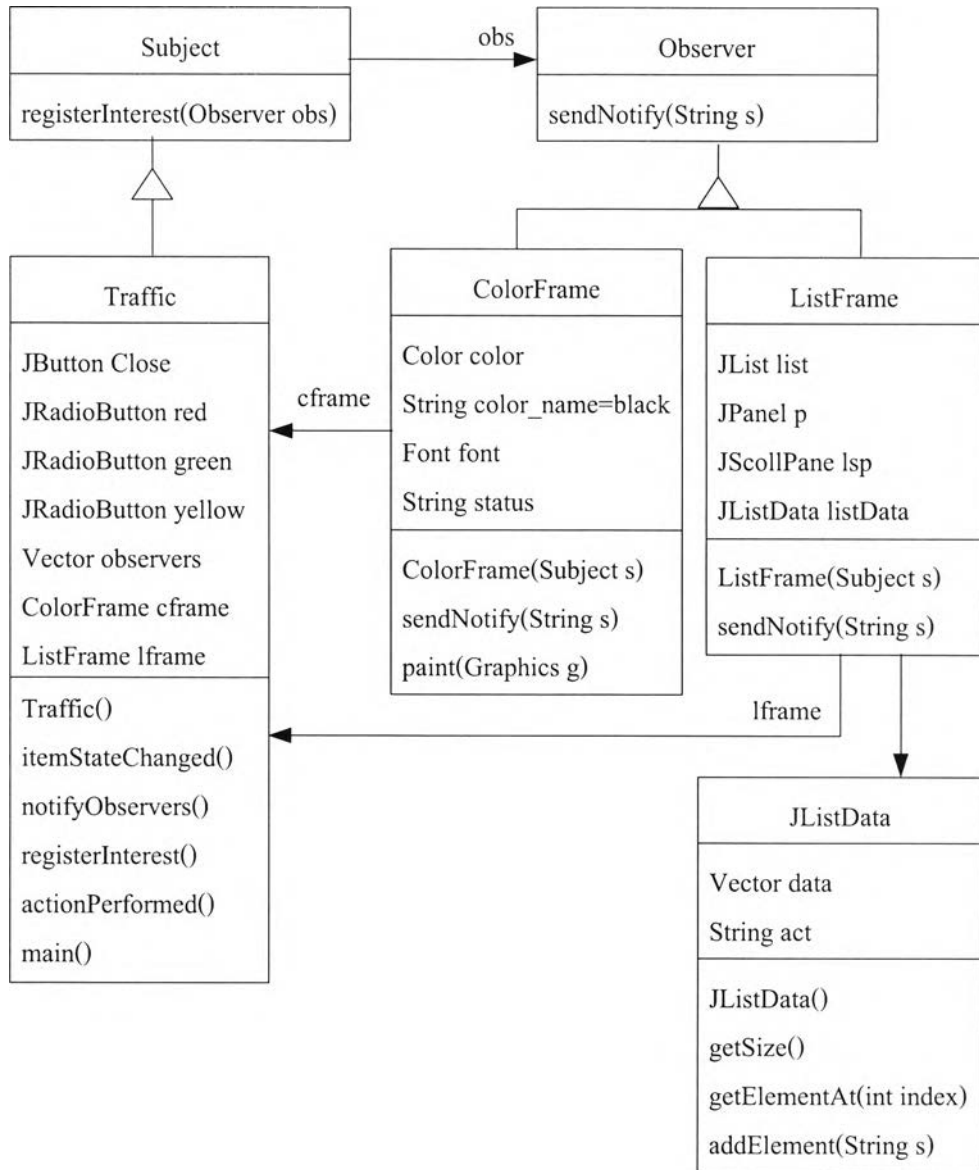 Subject
registerInterest(Observer obs)
obs
Observer
sendNotify(String s)
Traffic
JButton Close
JRadioButton red
JRadioButton green
JRadioButton yellow
Vector observers
ColorFrame cframe
ListFrame lframe
Traffic()
itemStateChanged()
notifyObservers()
registerInterest()
actionPerformed()
main()
cframe
ColorFrame
Color color
String color_name=black
Font font
String status
ColorFrame(Subject s)
sendNotify(String s)
paint(Graphics g)
ListFrame
JList list
JPanel p
JScollPane lsp
JListData listData
ListFrame(Subject s)
sendNotify(String s)
lframe
JListData
Vector data
String act
JListData()
getSize()
getElementAt(int index)
addElement(String s)